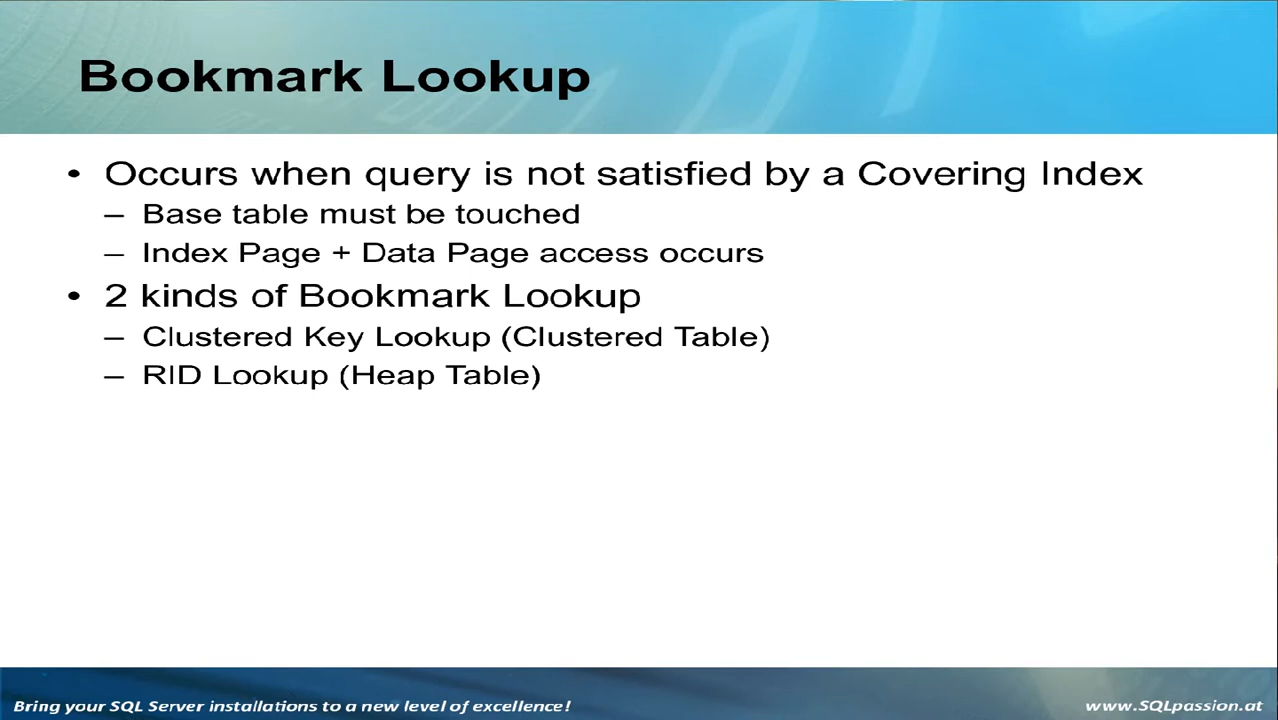 Bookmark Lookup
• Occurs when query is not satisfied by a Covering Index
– Base table must be touched
– Index Page + Data Page access occurs
• 2 kinds of Bookmark Lookup
– Clustered Key Lookup (Clustered Table)
– RID Lookup (Heap Table)
Bring your SQL Server installations to a new level of excellence!
www.SQLpassion.at